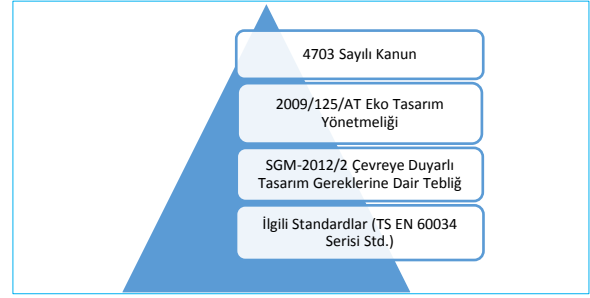 4703 Sayılı Kanun
2009/125/AT Eko Tasarım
Yönetmeliği
SGM-2012/2 Çevreye Duyarlı
Tasarım Gereklerine Dair Tebliğ
İlgili Standardlar (TS EN 60034
Serisi Std.)